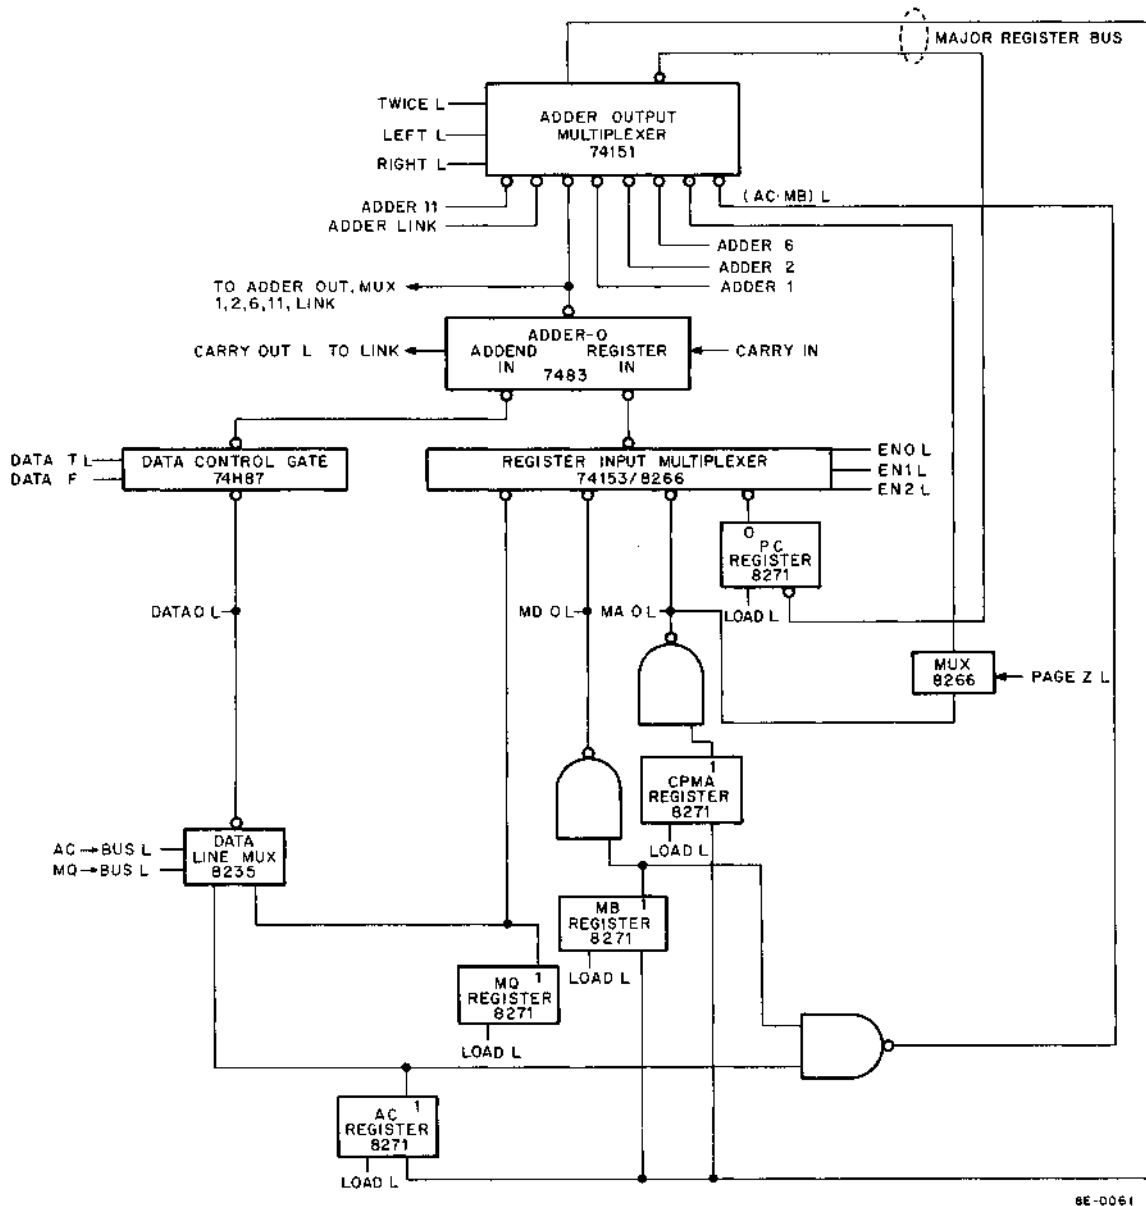 MAJOR REGISTER BUS
TWICE L
LEFT L
RIGHT L
ADDER OUTPUT
MULTIPLEXER
74151
(AC·MB) L
ADDER 11
ADDER LINK
ADDER 6
ADDER 2
ADDER 1
TO ADDER OUT, MUX
1,2,6,11, LINK
CARRY OUT L TO LINK
ADDER-0
ADDEND REGISTER
IN IN
7483
CARRY IN
DATA T L
DATA F
DATA CONTROL GATE
74H87
REGISTER INPUT MULTIPLEXER
74153/8266
EN0 L
EN1 L
EN2 L
0
PC
REGISTER
8271
LOAD L
DATA 0 L
MD 0 L
MA 0 L
MUX
8266
PAGE Z L
1
CPMA
REGISTER
8271
LOAD L
AC→BUS L
MQ→BUS L
DATA
LINE MUX
8235
1
MB
REGISTER
8271
LOAD L
1
MQ
REGISTER
8271
LOAD L
1
AC
REGISTER
8271
LOAD L
8E-0061